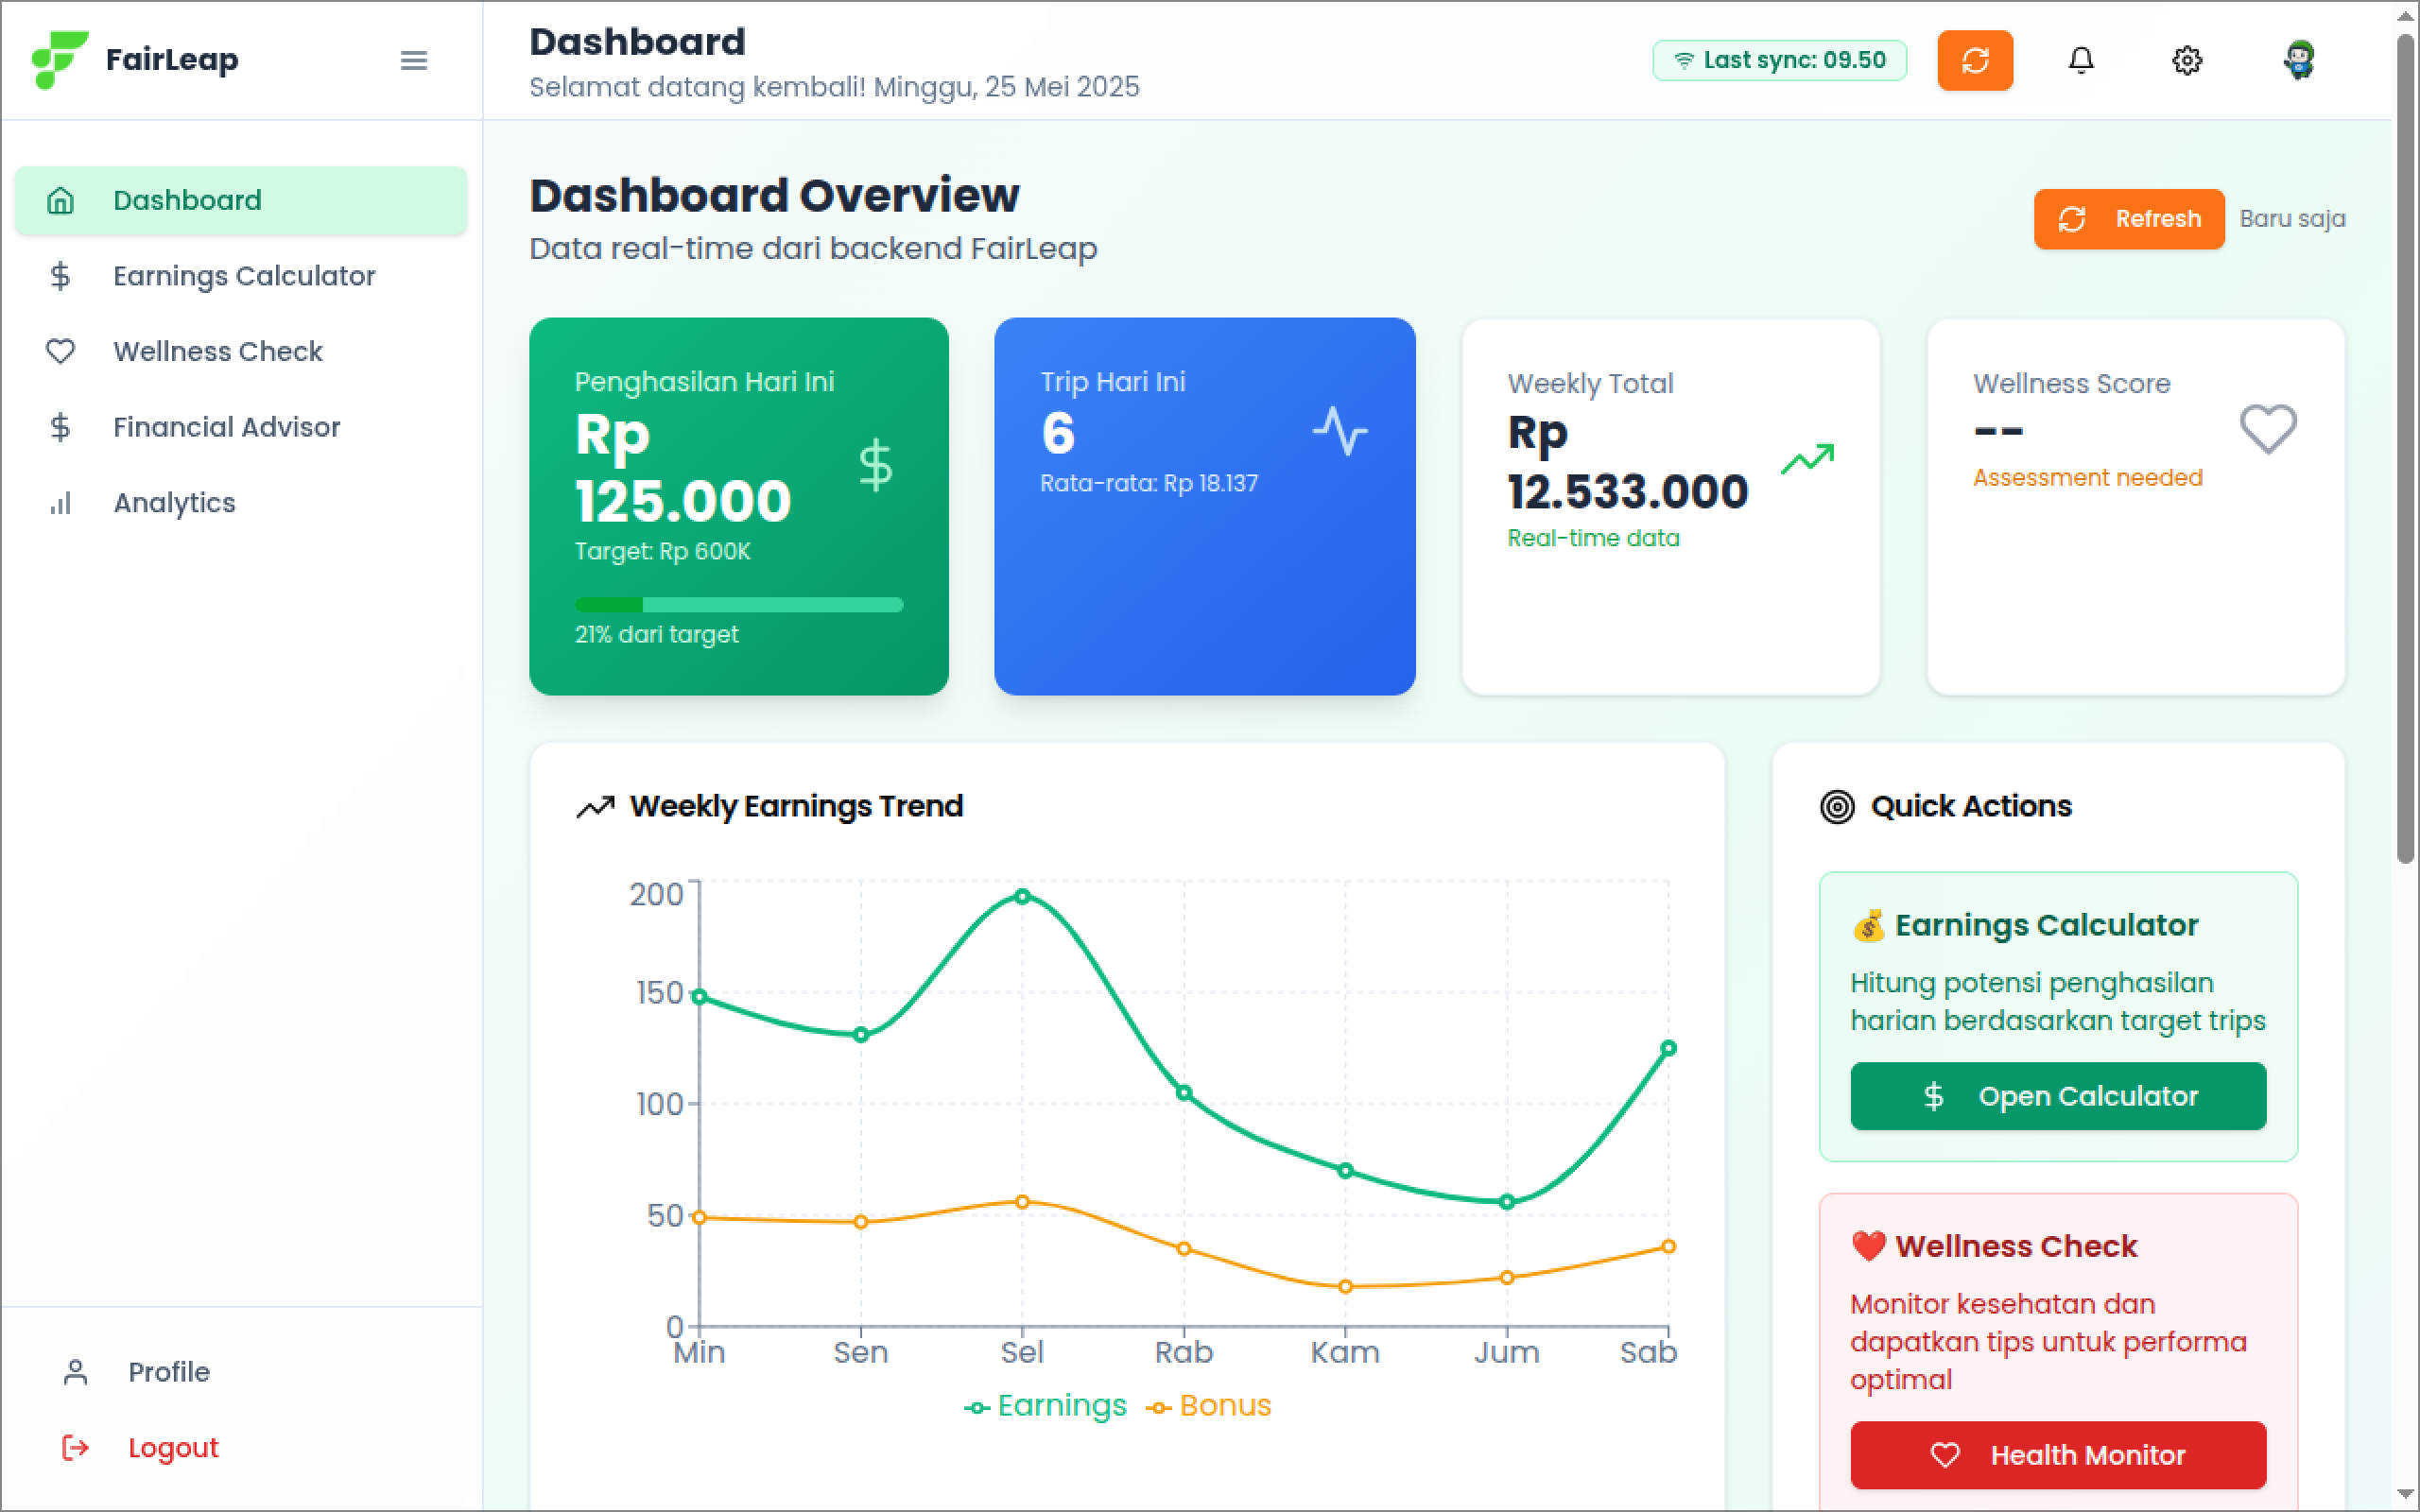 FairLeap
Dashboard
Selamat datang kembali! Minggu, 25 Mei 2025
Last sync: 09.50
Dashboard
Earnings Calculator
Wellness Check
Financial Advisor
Analytics
Profile
Logout
Dashboard Overview
Data real-time dari backend FairLeap
Refresh
Baru saja
Penghasilan Hari Ini
Rp
125.000
Target: Rp 600K
21% dari target
Trip Hari Ini
6
Rata-rata: Rp 18.137
Weekly Total
Rp
12.533.000
Real-time data
Wellness Score
--
Assessment needed
Weekly Earnings Trend
200
150
100
50
0
Min Sen Sel Rab Kam Jum Sab
Earnings Bonus
Quick Actions
💰 Earnings Calculator
Hitung potensi penghasilan
harian berdasarkan target trips
Open Calculator
❤️ Wellness Check
Monitor kesehatan dan
dapatkan tips untuk performa
optimal
Health Monitor